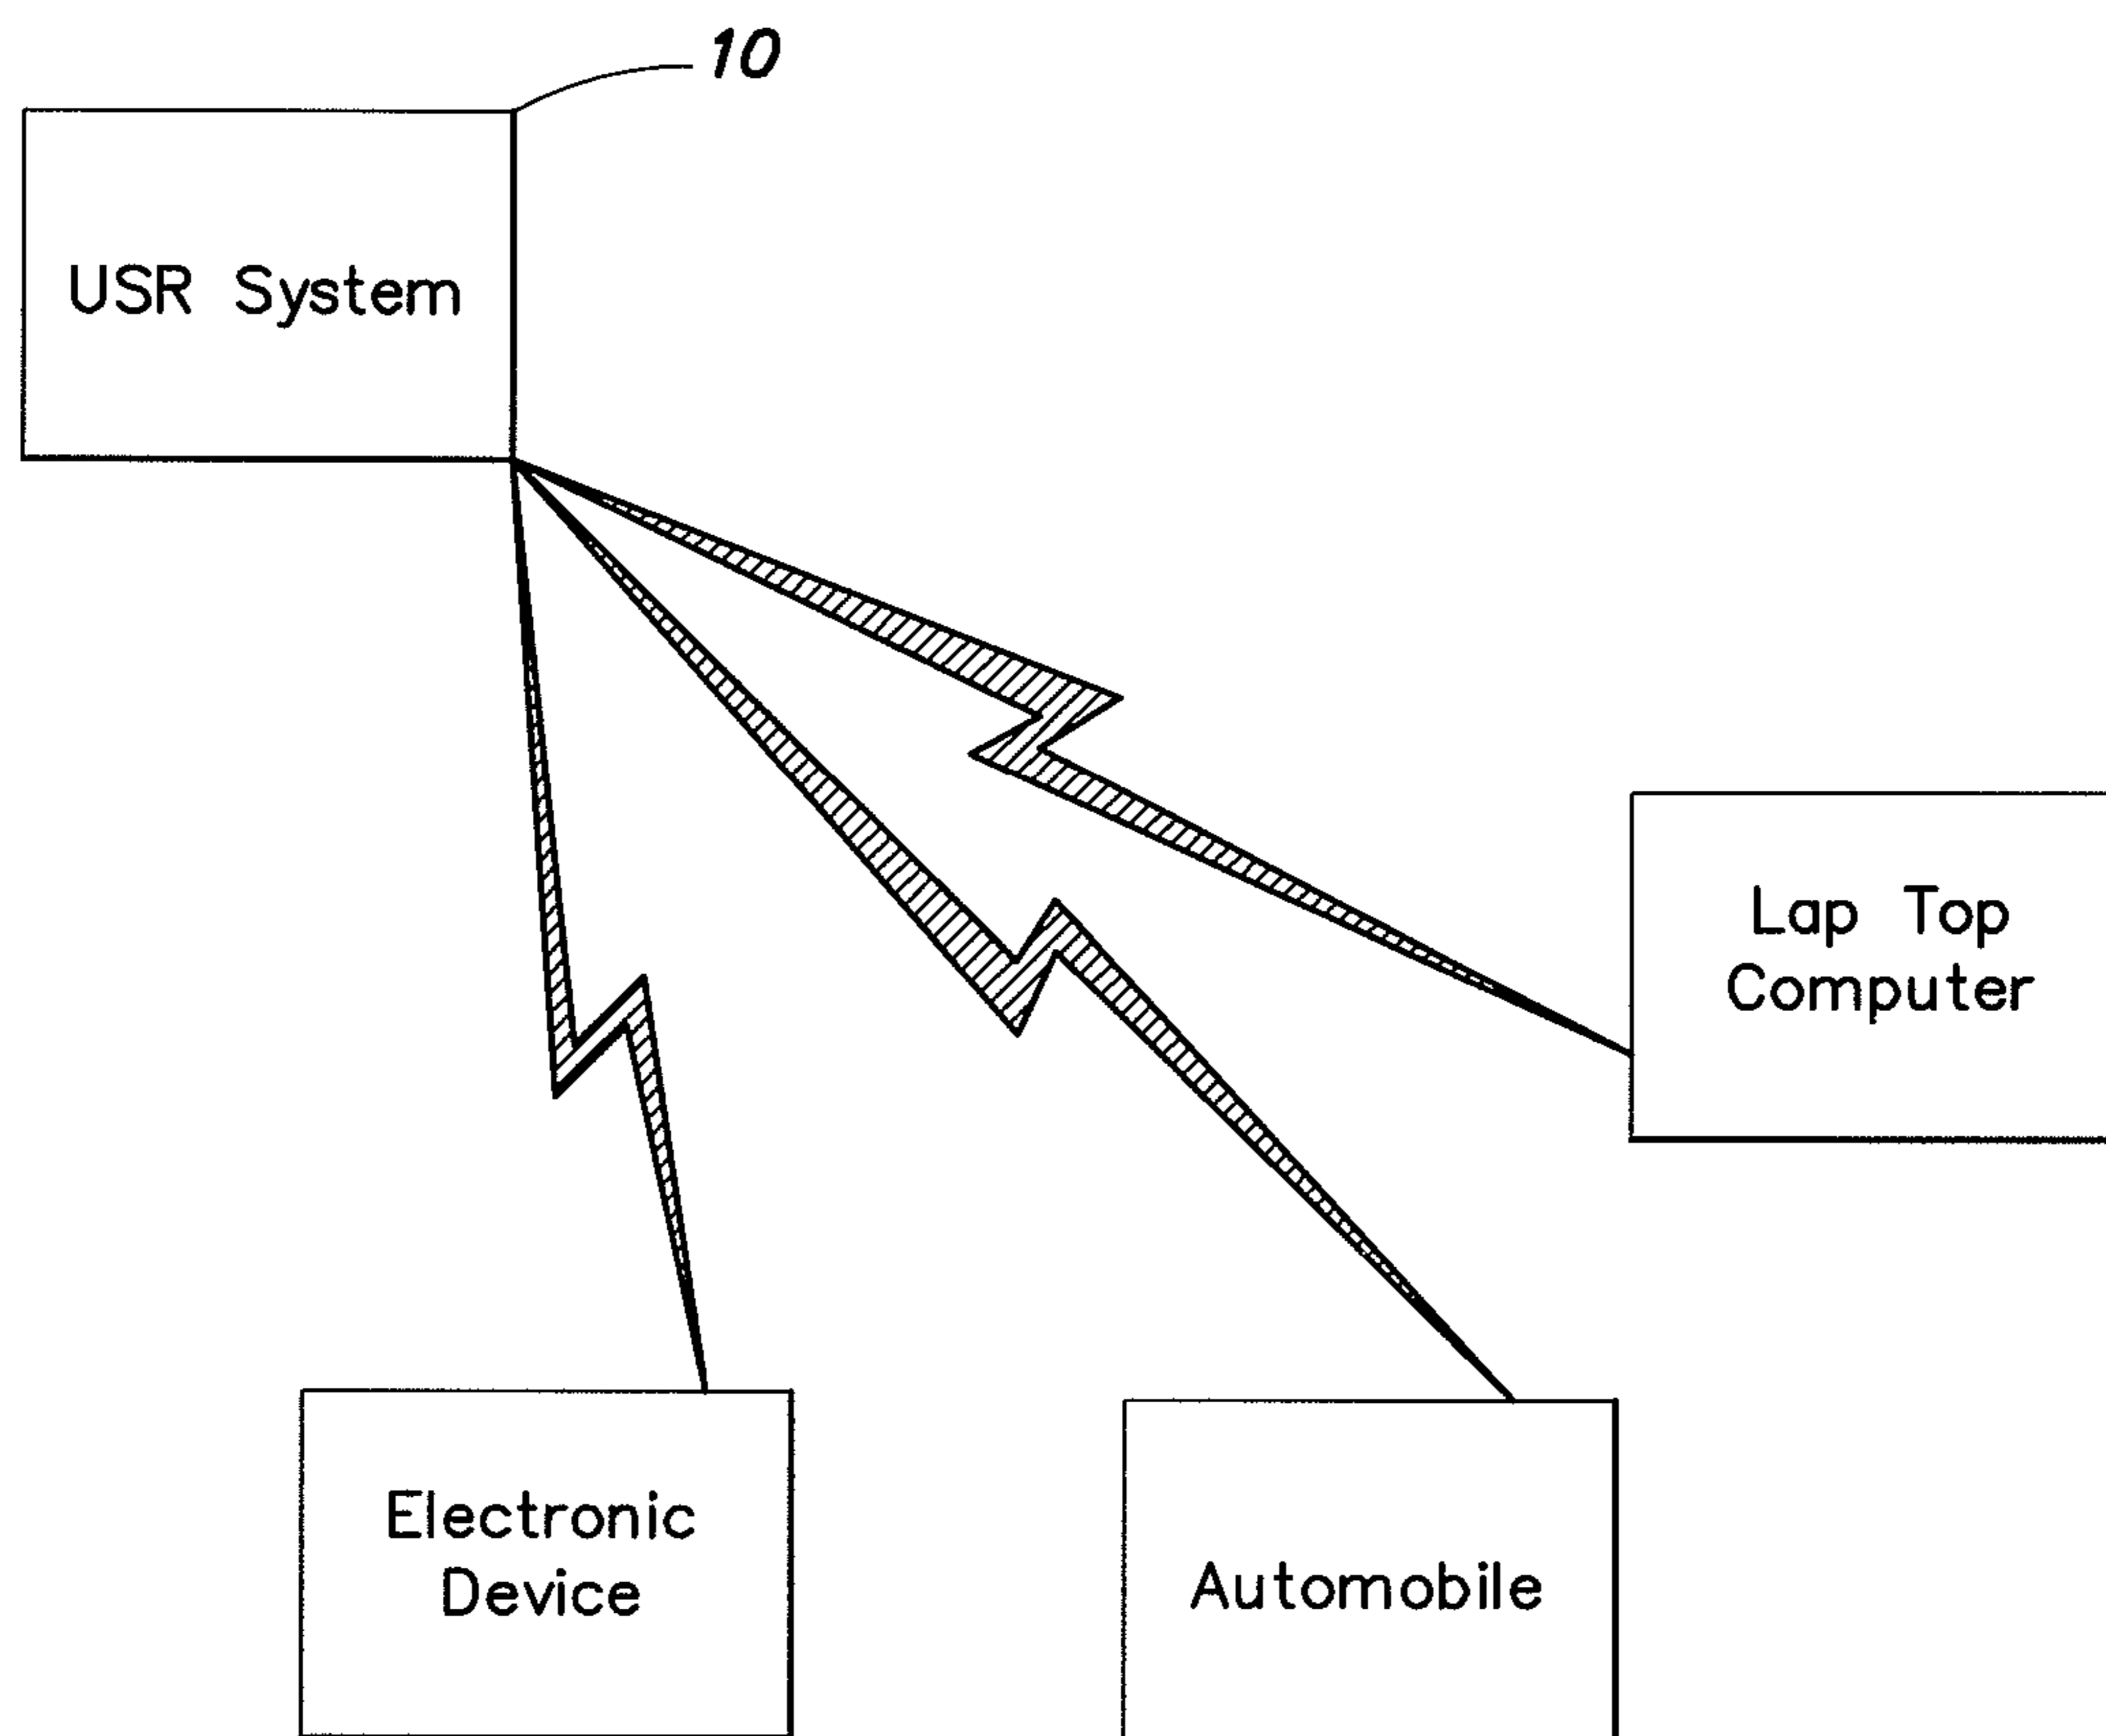 10
USR System
Lap Top
Computer
Electronic
Device
Automobile